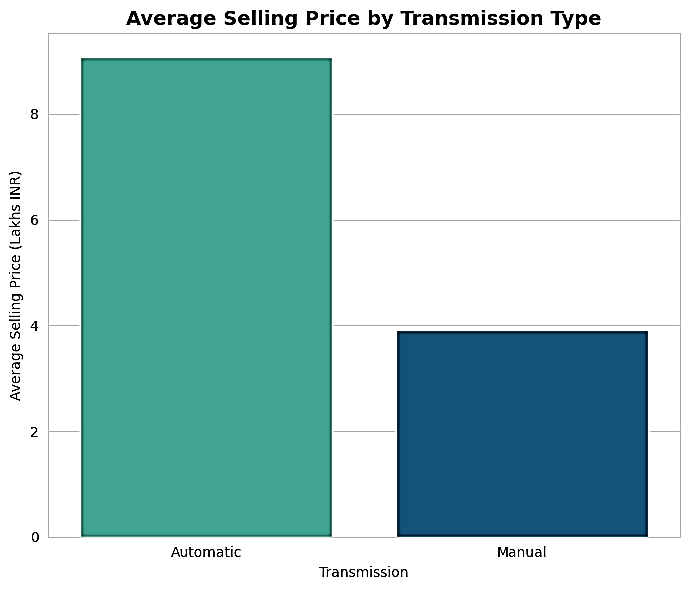 Average Selling Price by Transmission Type
Average Selling Price (Lakhs INR)
8
6
4
2
0
Automatic
Manual
Transmission